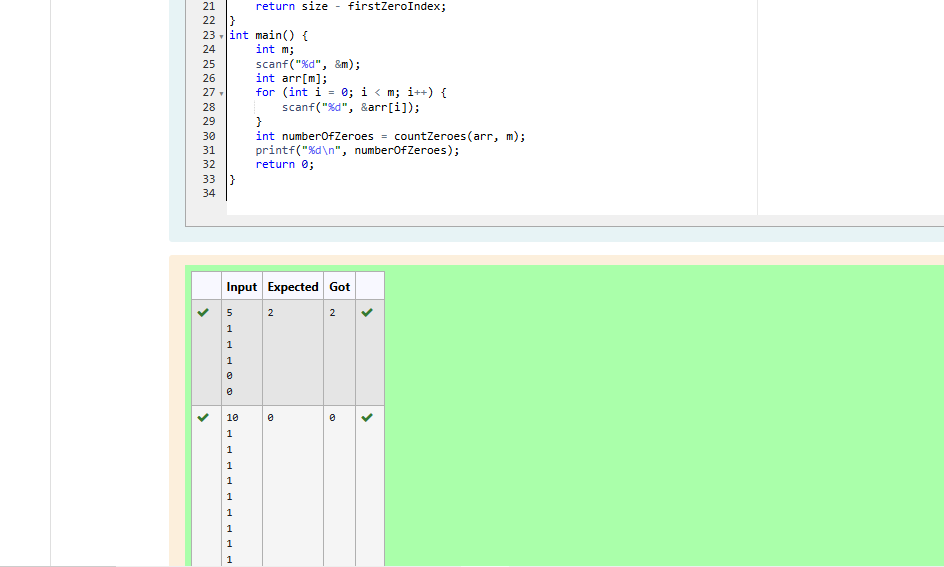 21 return size - firstZeroIndex;
22 }
23 int main() {
24 int m;
25 scanf("%d", &m);
26 int arr[m];
27 for (int i = 0; i < m; i++) {
28 scanf("%d", &arr[i]);
29 }
30 int numberOfZeroes = countZeroes(arr, m);
31 printf("%d\n", numberOfZeroes);
32 return 0;
33 }
34
Input Expected Got
5 2 2
1
1
1
0
0
10 0 0
1
1
1
1
1
1
1
1
1